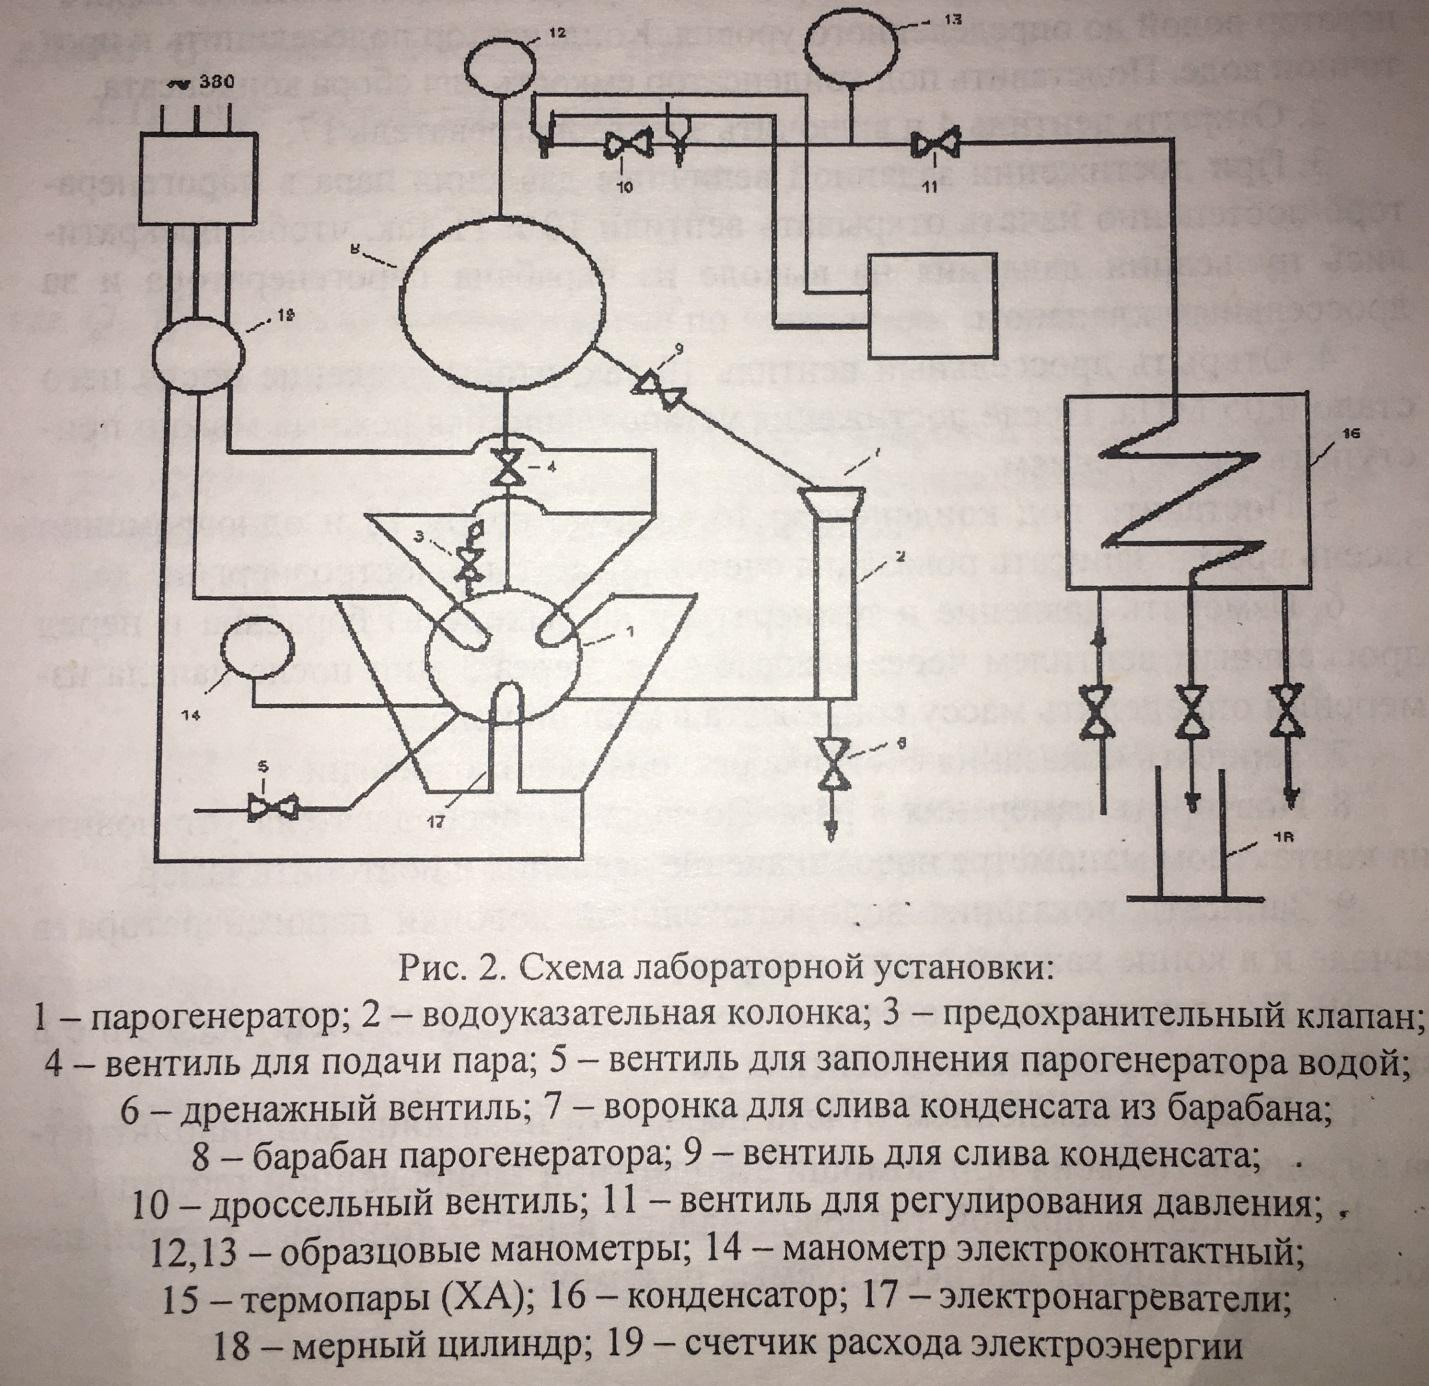 ~ 380
12
13
10
11
8
19
9
4
7
16
3
2
1
14
6
5
17
18
Рис. 2. Схема лабораторной установки:
1 – парогенератор; 2 – водоуказательная колонка; 3 – предохранительный клапан;
4 – вентиль для подачи пара; 5 – вентиль для заполнения парогенератора водой;
6 – дренажный вентиль; 7 – воронка для слива конденсата из барабана;
8 – барабан парогенератора; 9 – вентиль для слива конденсата;
10 – дроссельный вентиль; 11 – вентиль для регулирования давления;
12,13 – образцовые манометры; 14 – манометр электроконтактный;
15 – термопары (ХА); 16 – конденсатор; 17 – электронагреватели;
18 – мерный цилиндр; 19 – счетчик расхода электроэнергии